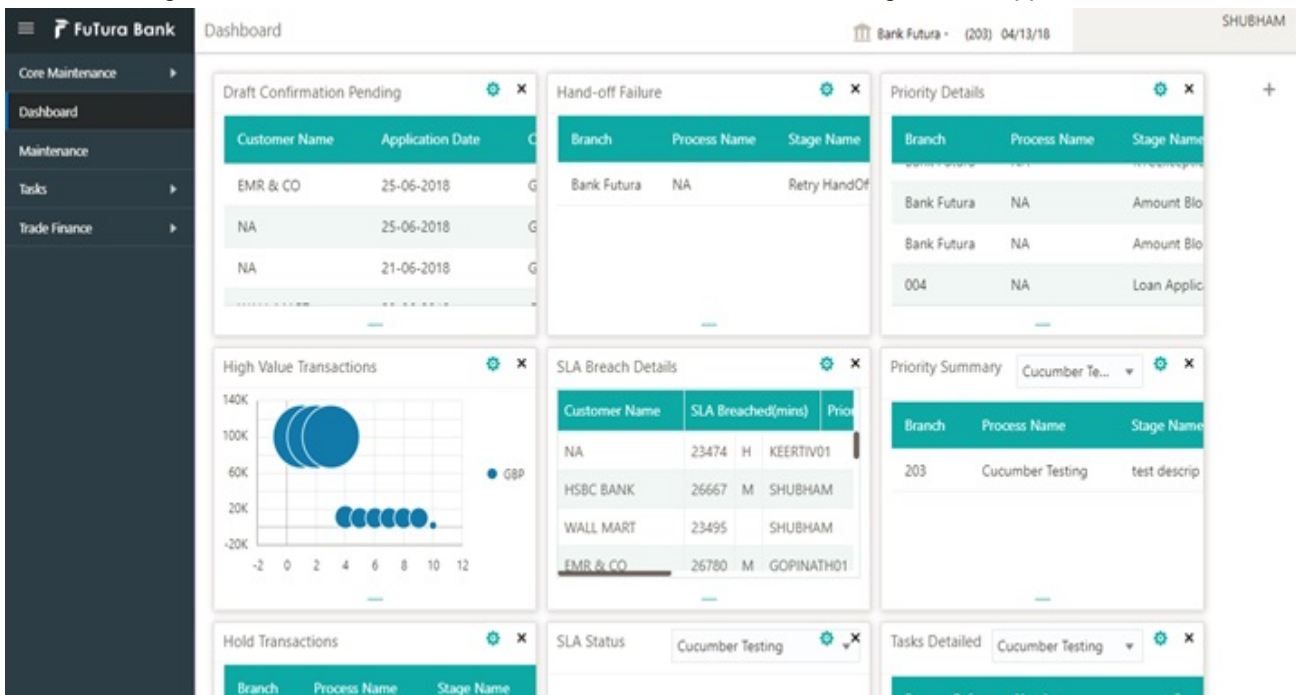 FuTura Bank
Dashboard
Bank Futura - (203) 04/13/18
SHUBHAM
Core Maintenance
Dashboard
Maintenance
Tasks
Trade Finance
Draft Confirmation Pending
Customer Name Application Date
EMR & CO 25-06-2018
NA 25-06-2018
NA 21-06-2018
Hand-off Failure
Branch Process Name Stage Name
Bank Futura NA Retry HandOf
Priority Details
Branch Process Name Stage Name
Bank Futura NA Amount Blo
Bank Futura NA Amount Blo
004 NA Loan Applic
High Value Transactions
140K
100K
60K
20K
-20K
-2 0 2 4 6 8 10 12
GBP
SLA Breach Details
Customer Name SLA Breached(mins) Prior
NA 23474 H KEERTIV01
HSBC BANK 26667 M SHUBHAM
WALL MART 23495 SHUBHAM
EMR & CO 26780 M GOPINATH01
Priority Summary Cucumber Te...
Branch Process Name Stage Name
203 Cucumber Testing test descrip
Hold Transactions
Branch Process Name Stage Name
SLA Status Cucumber Testing
Tasks Detailed Cucumber Testing